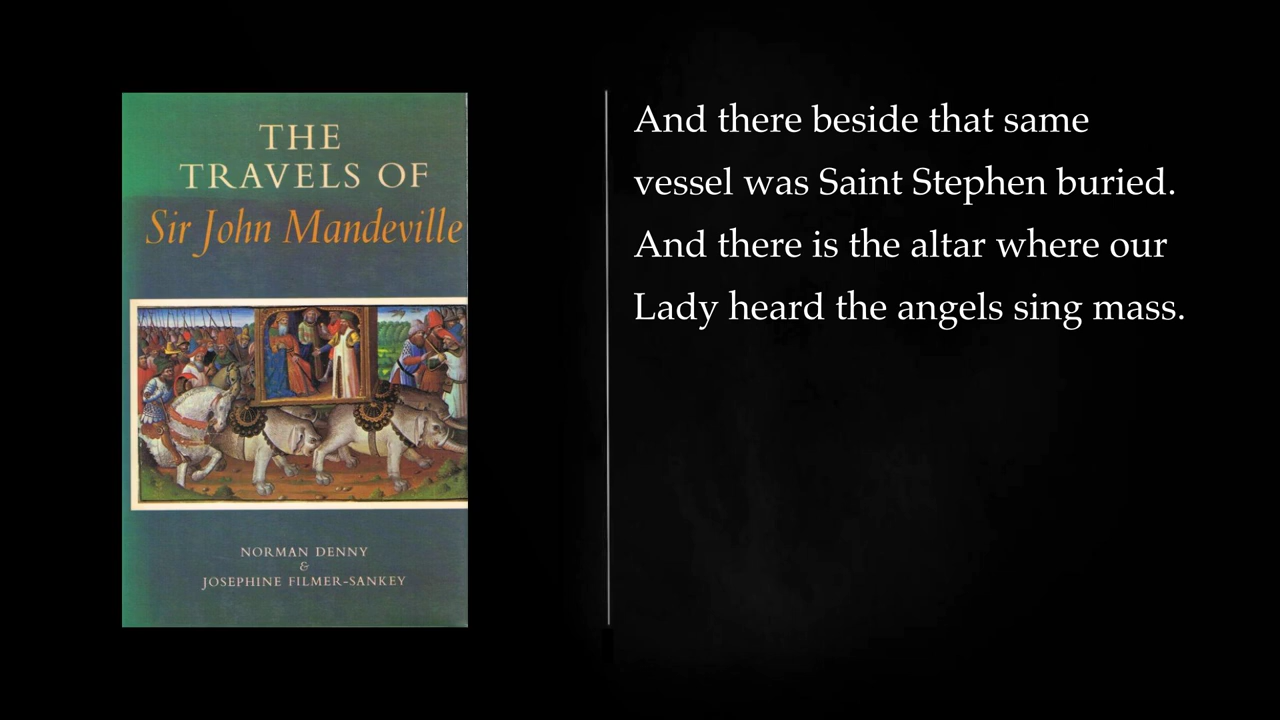 THE
TRAVELS OF
Sir John Mandeville
NORMAN DENNY
&
JOSEPHINE FILMER-SANKEY
And there beside that same
vessel was Saint Stephen buried.
And there is the altar where our
Lady heard the angels sing mass.